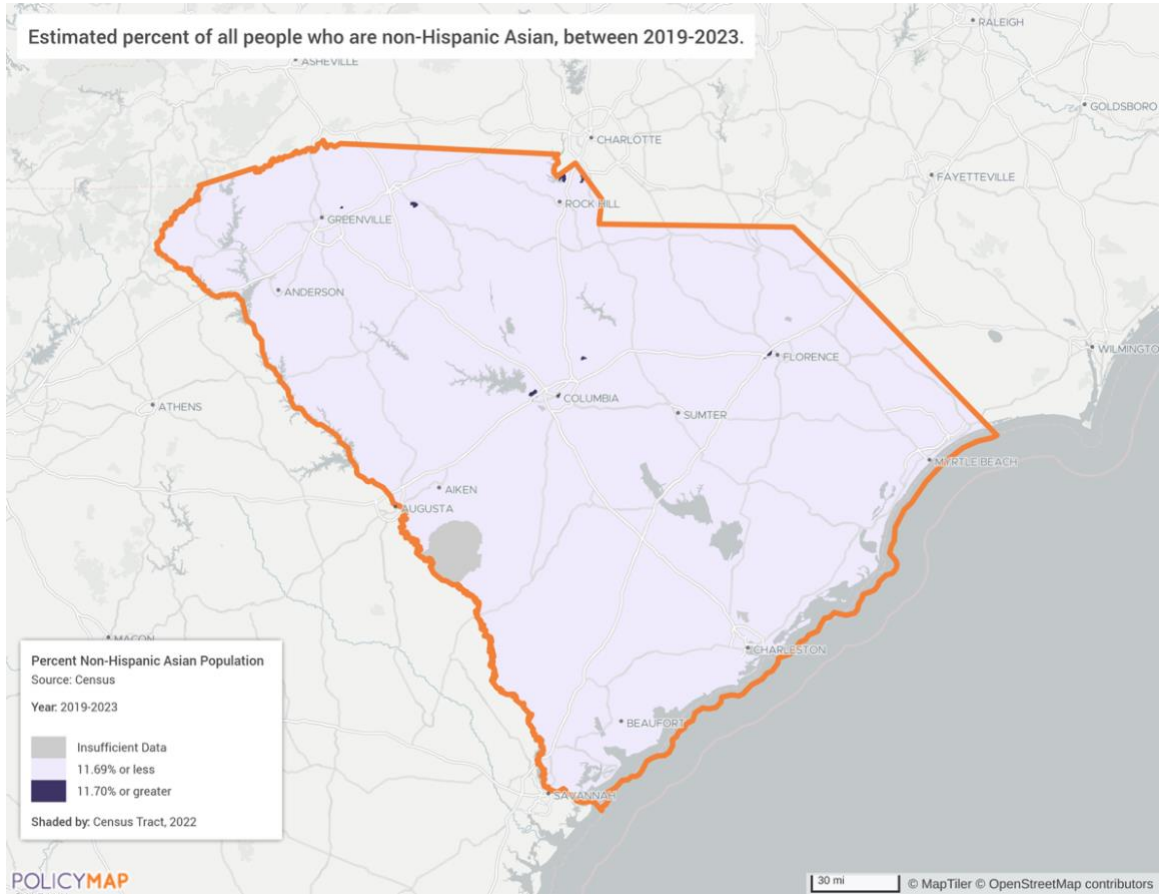 Estimated percent of all people who are non-Hispanic Asian, between 2019-2023.
RALEIGH
ASHEVILLE
GOLDSBORO
CHARLOTTE
FAYETTEVILLE
ROCK HILL
GREENVILLE
ANDERSON
WILMINGTO
FLORENCE
ATHENS
COLUMBIA
SUMTER
MYRTLE BEACH
AIKEN
AUGUSTA
MACON
CHARLESTON
BEAUFORT
SAVANNAH
Percent Non-Hispanic Asian Population
Source: Census
Year: 2019-2023
Insufficient Data
11.69% or less
11.70% or greater
Shaded by: Census Tract, 2022
POLICYMAP
30 mi
© MapTiler © OpenStreetMap contributors